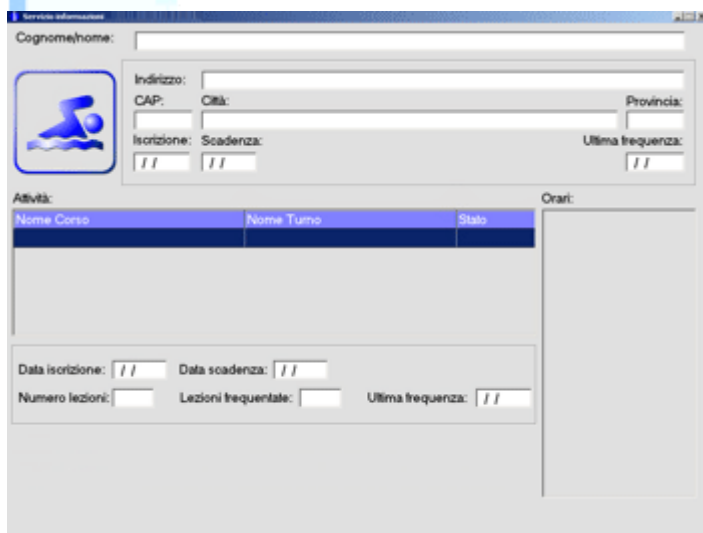 Servizio informazioni
Cognome/nome:
Indirizzo:
CAP: Città: Provincia:
Iscrizione: Scadenza: Ultima frequenza:
/ / / / / /
Attività: Orari:
Nome Corso Nome Turno Stato
Data iscrizione: / / Data scadenza: / /
Numero lezioni: Lezioni frequentate: Ultima frequenza: / /